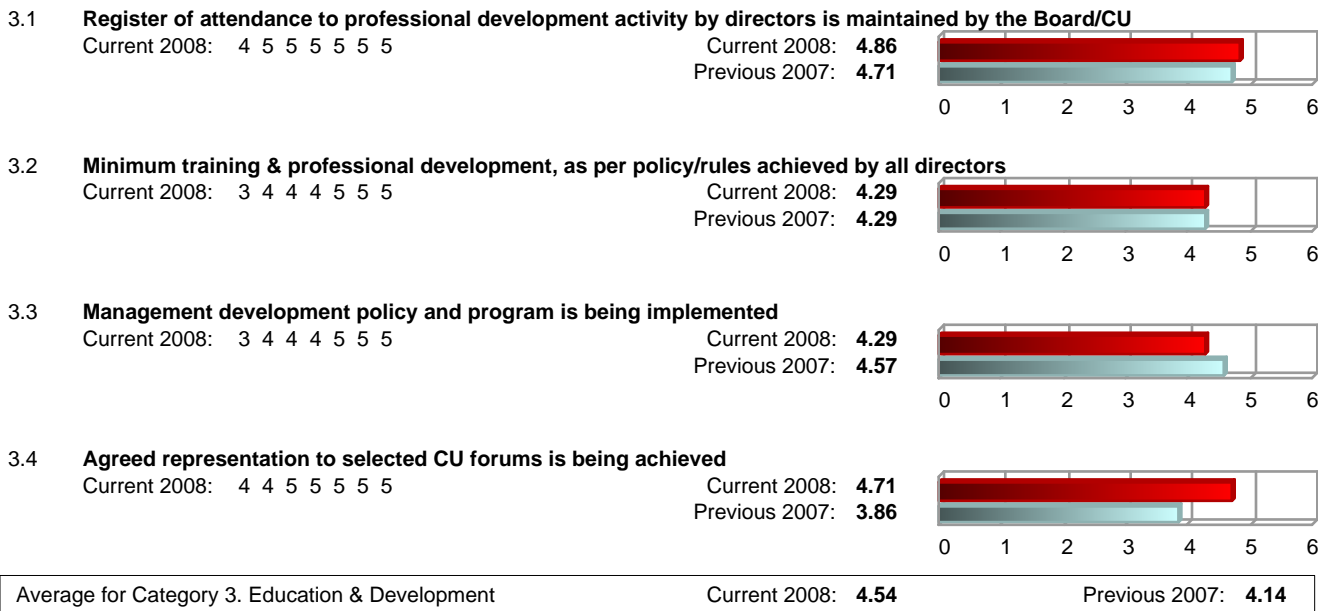 3.1 Register of attendance to professional development activity by directors is maintained by the Board/CU
Current 2008: 4 5 5 5 5 5 5 Current 2008: 4.86
Previous 2007: 4.71
0 1 2 3 4 5 6
3.2 Minimum training & professional development, as per policy/rules achieved by all directors
Current 2008: 3 4 4 4 5 5 5 Current 2008: 4.29
Previous 2007: 4.29
0 1 2 3 4 5 6
3.3 Management development policy and program is being implemented
Current 2008: 3 4 4 4 5 5 5 Current 2008: 4.29
Previous 2007: 4.57
0 1 2 3 4 5 6
3.4 Agreed representation to selected CU forums is being achieved
Current 2008: 4 4 5 5 5 5 5 Current 2008: 4.71
Previous 2007: 3.86
0 1 2 3 4 5 6
Average for Category 3. Education & Development Current 2008: 4.54 Previous 2007: 4.14